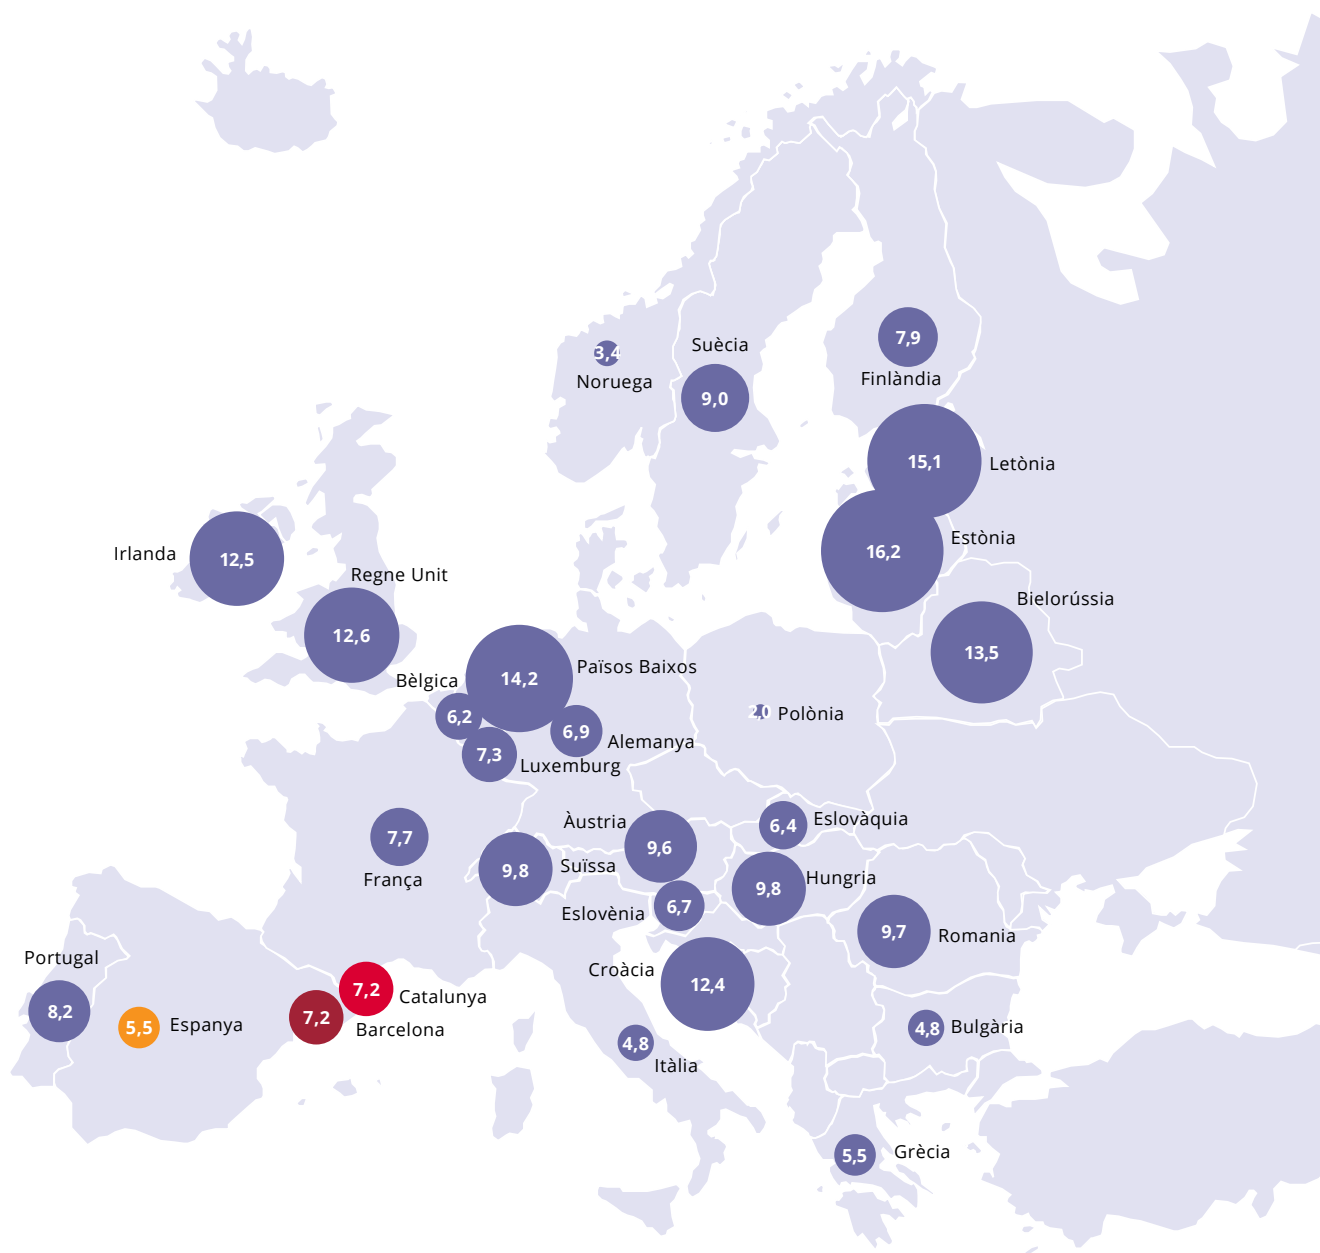 Suècia
7,9
3,4
Noruega
Finlàndia
9,0
15,1
Letònia
Irlanda
12,5
Estònia
16,2
Regne Unit
Bielorússia
12,6
13,5
Països Baixos
Bèlgica
14,2
6,2
2,0
Polònia
6,9
Alemanya
7,3
Luxemburg
Àustria
6,4
Eslovàquia
7,7
9,6
França
9,8
Suïssa
9,8
Hungria
Eslovènia
6,7
9,7
Romania
Portugal
Croàcia
12,4
7,2
Catalunya
8,2
5,5
Espanya
7,2
Barcelona
4,8
Bulgària
4,8
Itàlia
5,5
Grècia